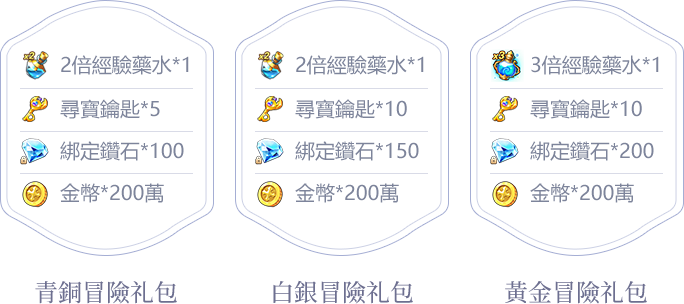 2倍經驗藥水*1
尋寶鑰匙*5
綁定鑽石*100
金幣*200萬
青銅冒險礼包
2倍經驗藥水*1
尋寶鑰匙*10
綁定鑽石*150
金幣*200萬
白銀冒險礼包
3倍經驗藥水*1
尋寶鑰匙*10
綁定鑽石*200
金幣*200萬
黃金冒險礼包